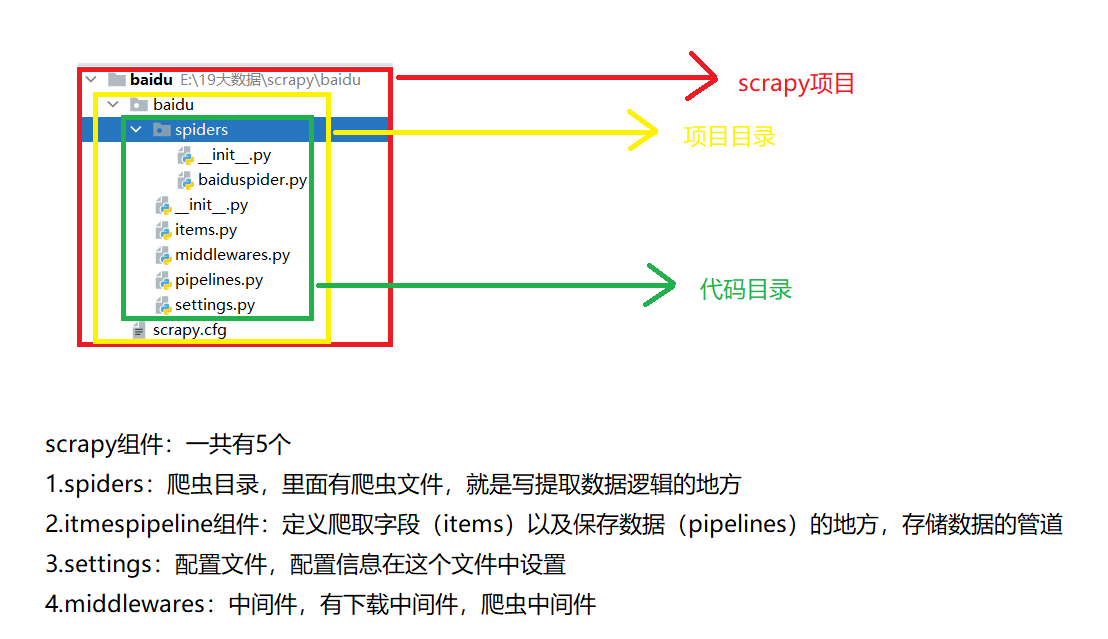 baidu E:\19大数据\scrapy\baidu
scrapy项目
baidu
spiders
项目目录
__init__.py
baiduspider.py
__init__.py
items.py
middlewares.py
pipelines.py
代码目录
settings.py
scrapy.cfg
scrapy组件：一共有5个
1.spiders：爬虫目录，里面有爬虫文件，就是写提取数据逻辑的地方
2.itmespipeline组件：定义爬取字段（items）以及保存数据（pipelines）的地方，存储数据的管道
3.settings：配置文件，配置信息在这个文件中设置
4.middlewares：中间件，有下载中间件，爬虫中间件